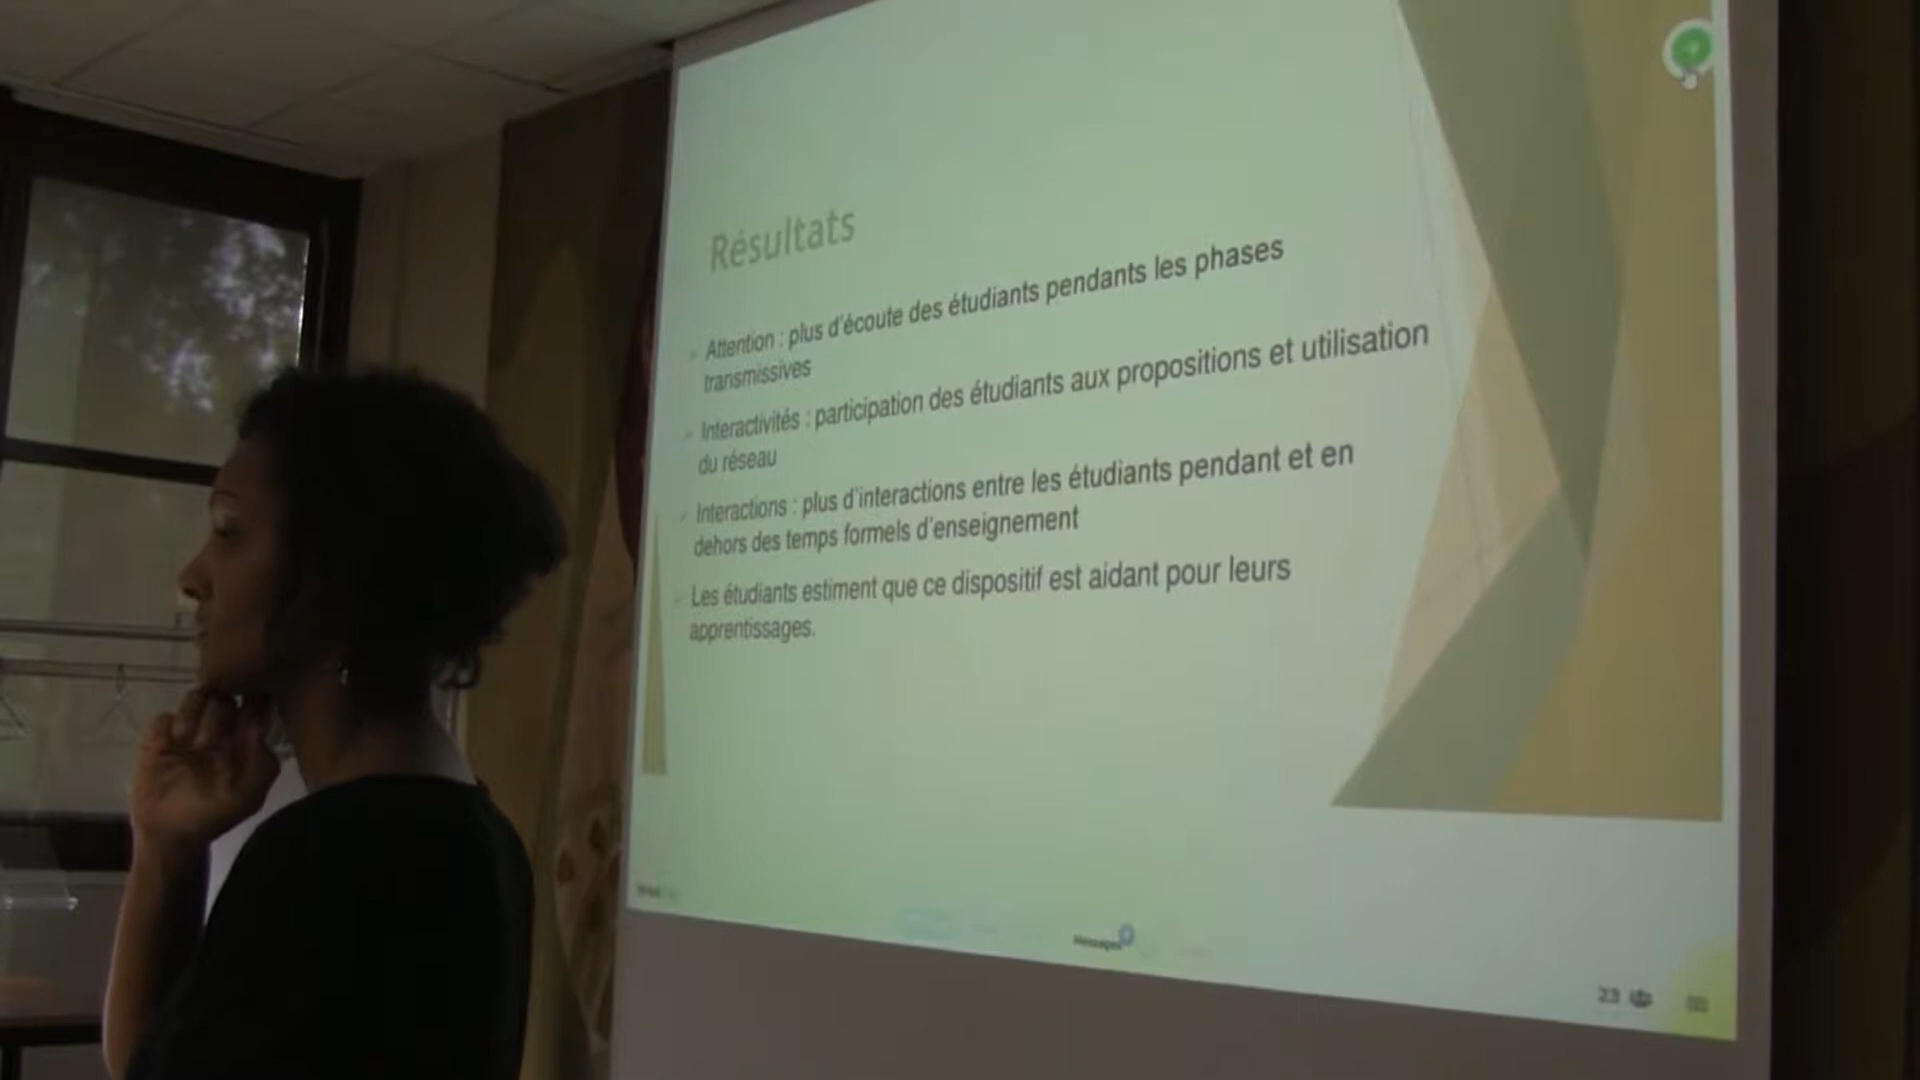 Résultats
Attention : plus d'écoute des étudiants pendants les phases
transmissives
Interactivités : participation des étudiants aux propositions et utilisation
du réseau
Interactions : plus d'interactions entre les étudiants pendant et en
dehors des temps formels d'enseignement
Les étudiants estiment que ce dispositif est aidant pour leurs
apprentissages.
Messages
23